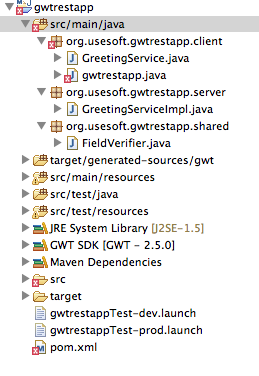 gwtrestapp
src/main/java
org.usesoft.gwtrestapp.client
GreetingService.java
gwtrestapp.java
org.usesoft.gwtrestapp.server
GreetingServiceImpl.java
org.usesoft.gwtrestapp.shared
FieldVerifier.java
target/generated-sources/gwt
src/main/resources
src/test/java
src/test/resources
JRE System Library [J2SE-1.5]
GWT SDK [GWT - 2.5.0]
Maven Dependencies
src
target
gwtrestappTest-dev.launch
gwtrestappTest-prod.launch
pom.xml